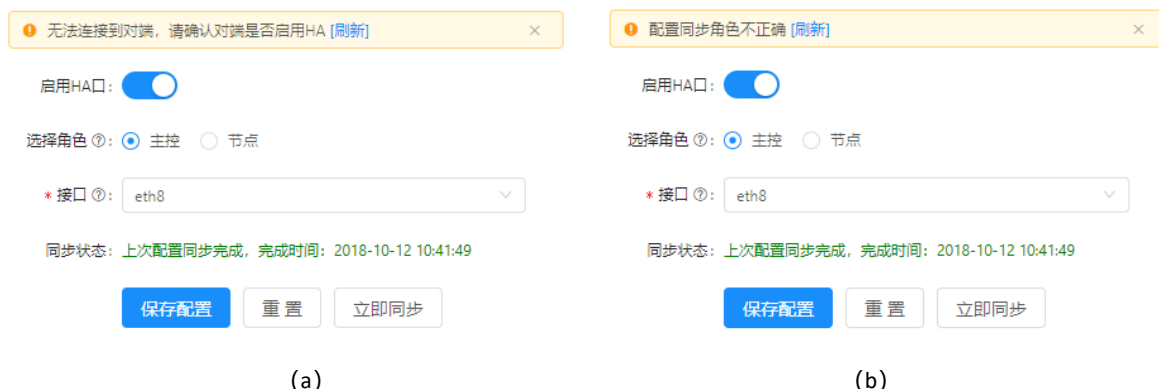 无法连接到对端，请确认对端是否启用HA [刷新]
启用HA口：
选择角色 ?： 主控 节点
* 接口 ?： eth8
同步状态： 上次配置同步完成，完成时间：2018-10-12 10:41:49
保存配置 重 置 立即同步
(a)
配置同步角色不正确 [刷新]
启用HA口：
选择角色 ?： 主控 节点
* 接口 ?： eth8
同步状态： 上次配置同步完成，完成时间：2018-10-12 10:41:49
保存配置 重 置 立即同步
(b)